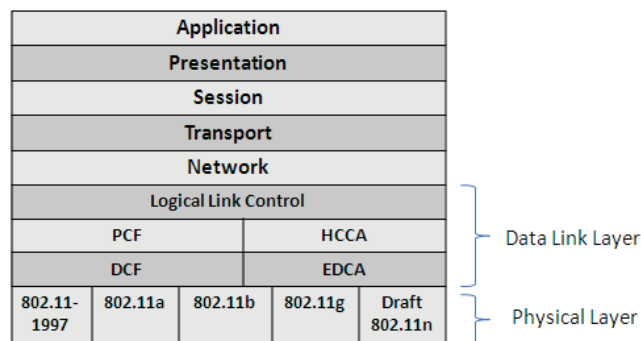 Application
Presentation
Session
Transport
Network
Logical Link Control
PCF HCCA
DCF EDCA
Data Link Layer
802.11- 802.11a 802.11b 802.11g Draft
1997 802.11n
Physical Layer